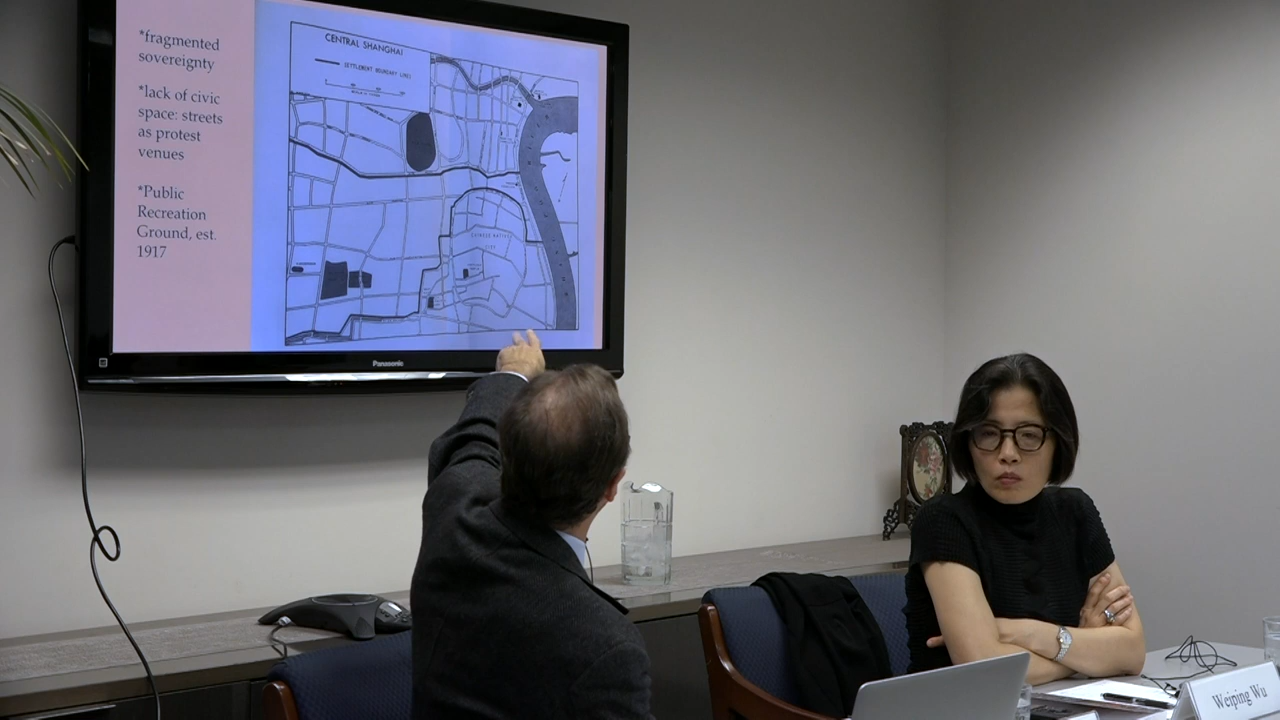 *fragmented
sovereignty
*lack of civic
space: streets
as protest
venues
*Public
Recreation
Ground, est.
1917
CENTRAL SHANGHAI
SETTLEMENT BOUNDARY LINES
CHINESE NATIVE
CITY
Panasonic
Weiping Wu